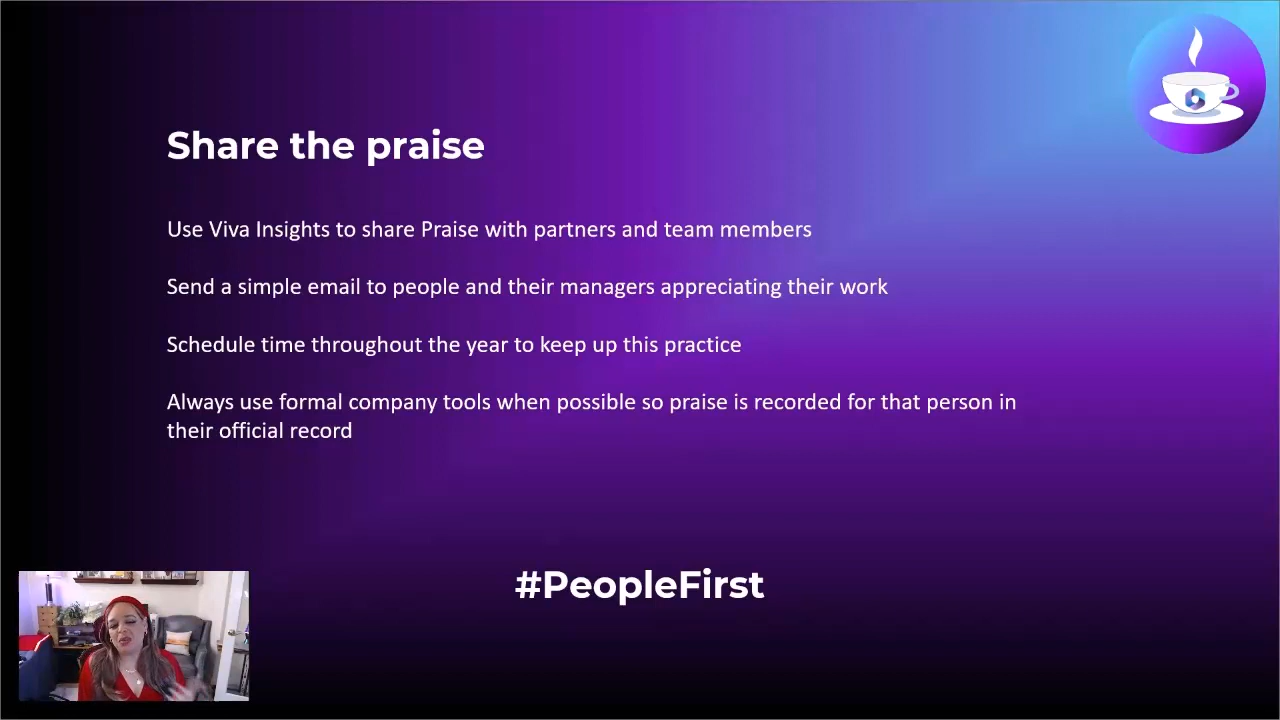 Share the praise
Use Viva Insights to share Praise with partners and team members
Send a simple email to people and their managers appreciating their work
Schedule time throughout the year to keep up this practice
Always use formal company tools when possible so praise is recorded for that person in
their official record
#PeopleFirst